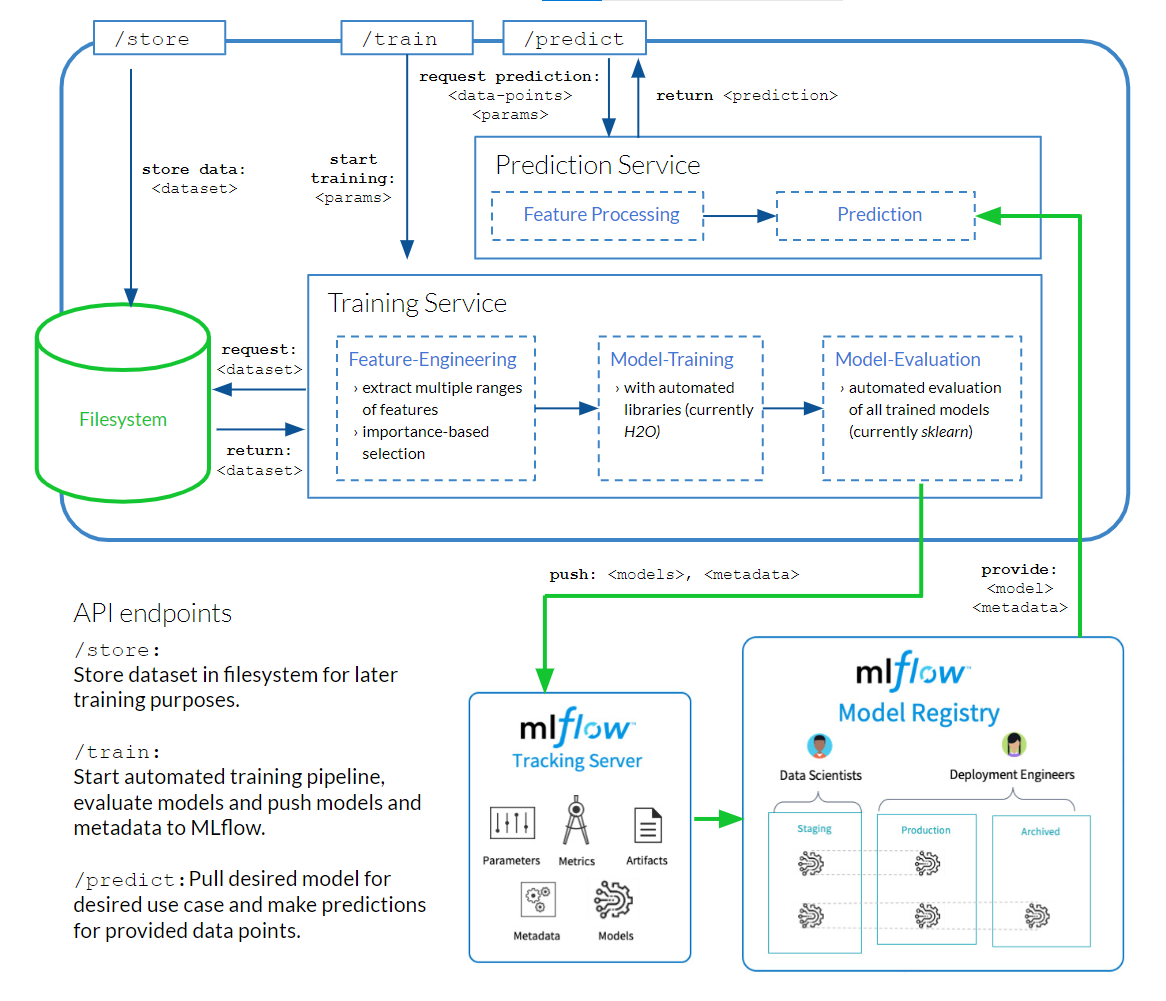 /store
/train
/predict
request prediction:
<data-points>
<params>
return <prediction>
store data:
<dataset>
start
training:
<params>
Prediction Service
Feature Processing
Prediction
Training Service
Feature-Engineering
› extract multiple ranges
of features
› importance-based
selection
Model-Training
› with automated
libraries (currently
H2O)
Model-Evaluation
› automated evaluation
of all trained models
(currently sklearn)
request:
<dataset>
Filesystem
return:
<dataset>
push: <models>, <metadata>
provide:
<model>
<metadata>
API endpoints
/store:
Store dataset in filesystem for later
training purposes.
/train:
Start automated training pipeline,
evaluate models and push models and
metadata to MLflow.
/predict:Pull desired model for
desired use case and make predictions
for provided data points.
mlflow™
Tracking Server
Parameters
Metrics
Artifacts
Metadata
Models
mlflow™
Model Registry
Data Scientists
Deployment Engineers
Staging
Production
Archived